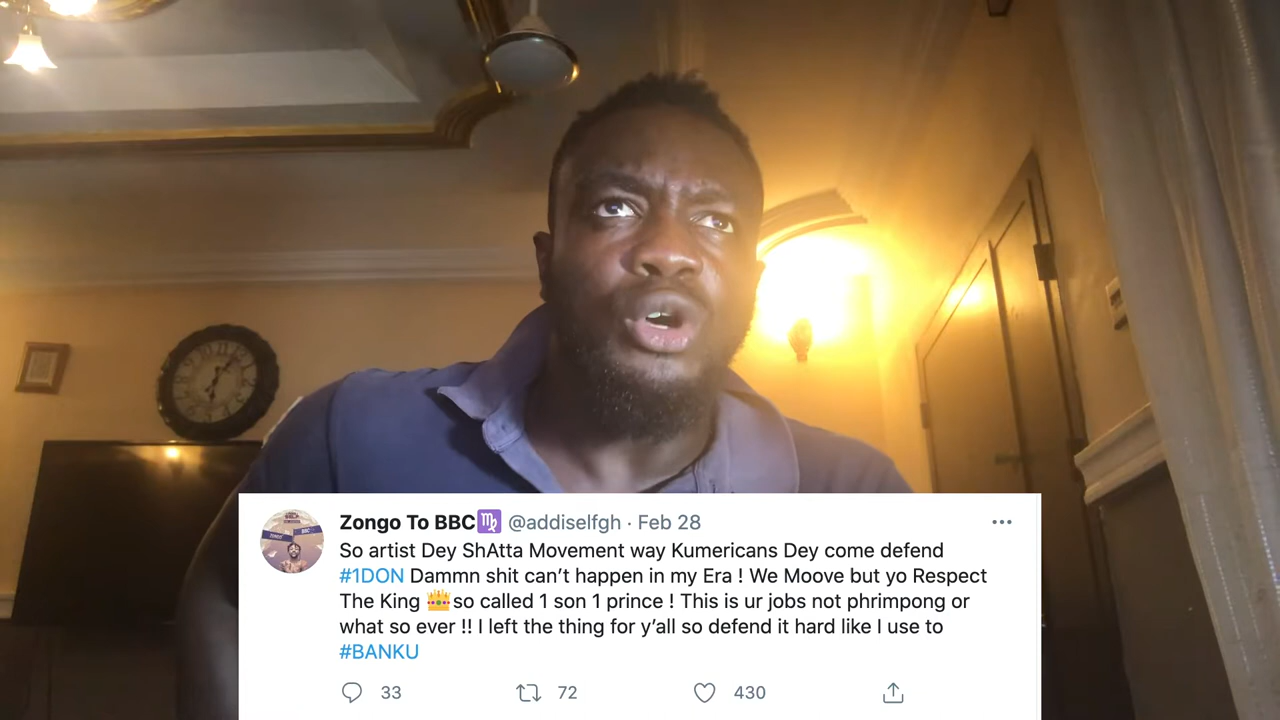 Zongo To BBC♍ @addiselfgh · Feb 28
So artist Dey ShAtta Movement way Kumericans Dey come defend
#1DON Dammn shit can’t happen in my Era ! We Moove but yo Respect
The King 👑so called 1 son 1 prince ! This is ur jobs not phrimpong or
what so ever !! I left the thing for y’all so defend it hard like I use to
#BANKU
33 72 430